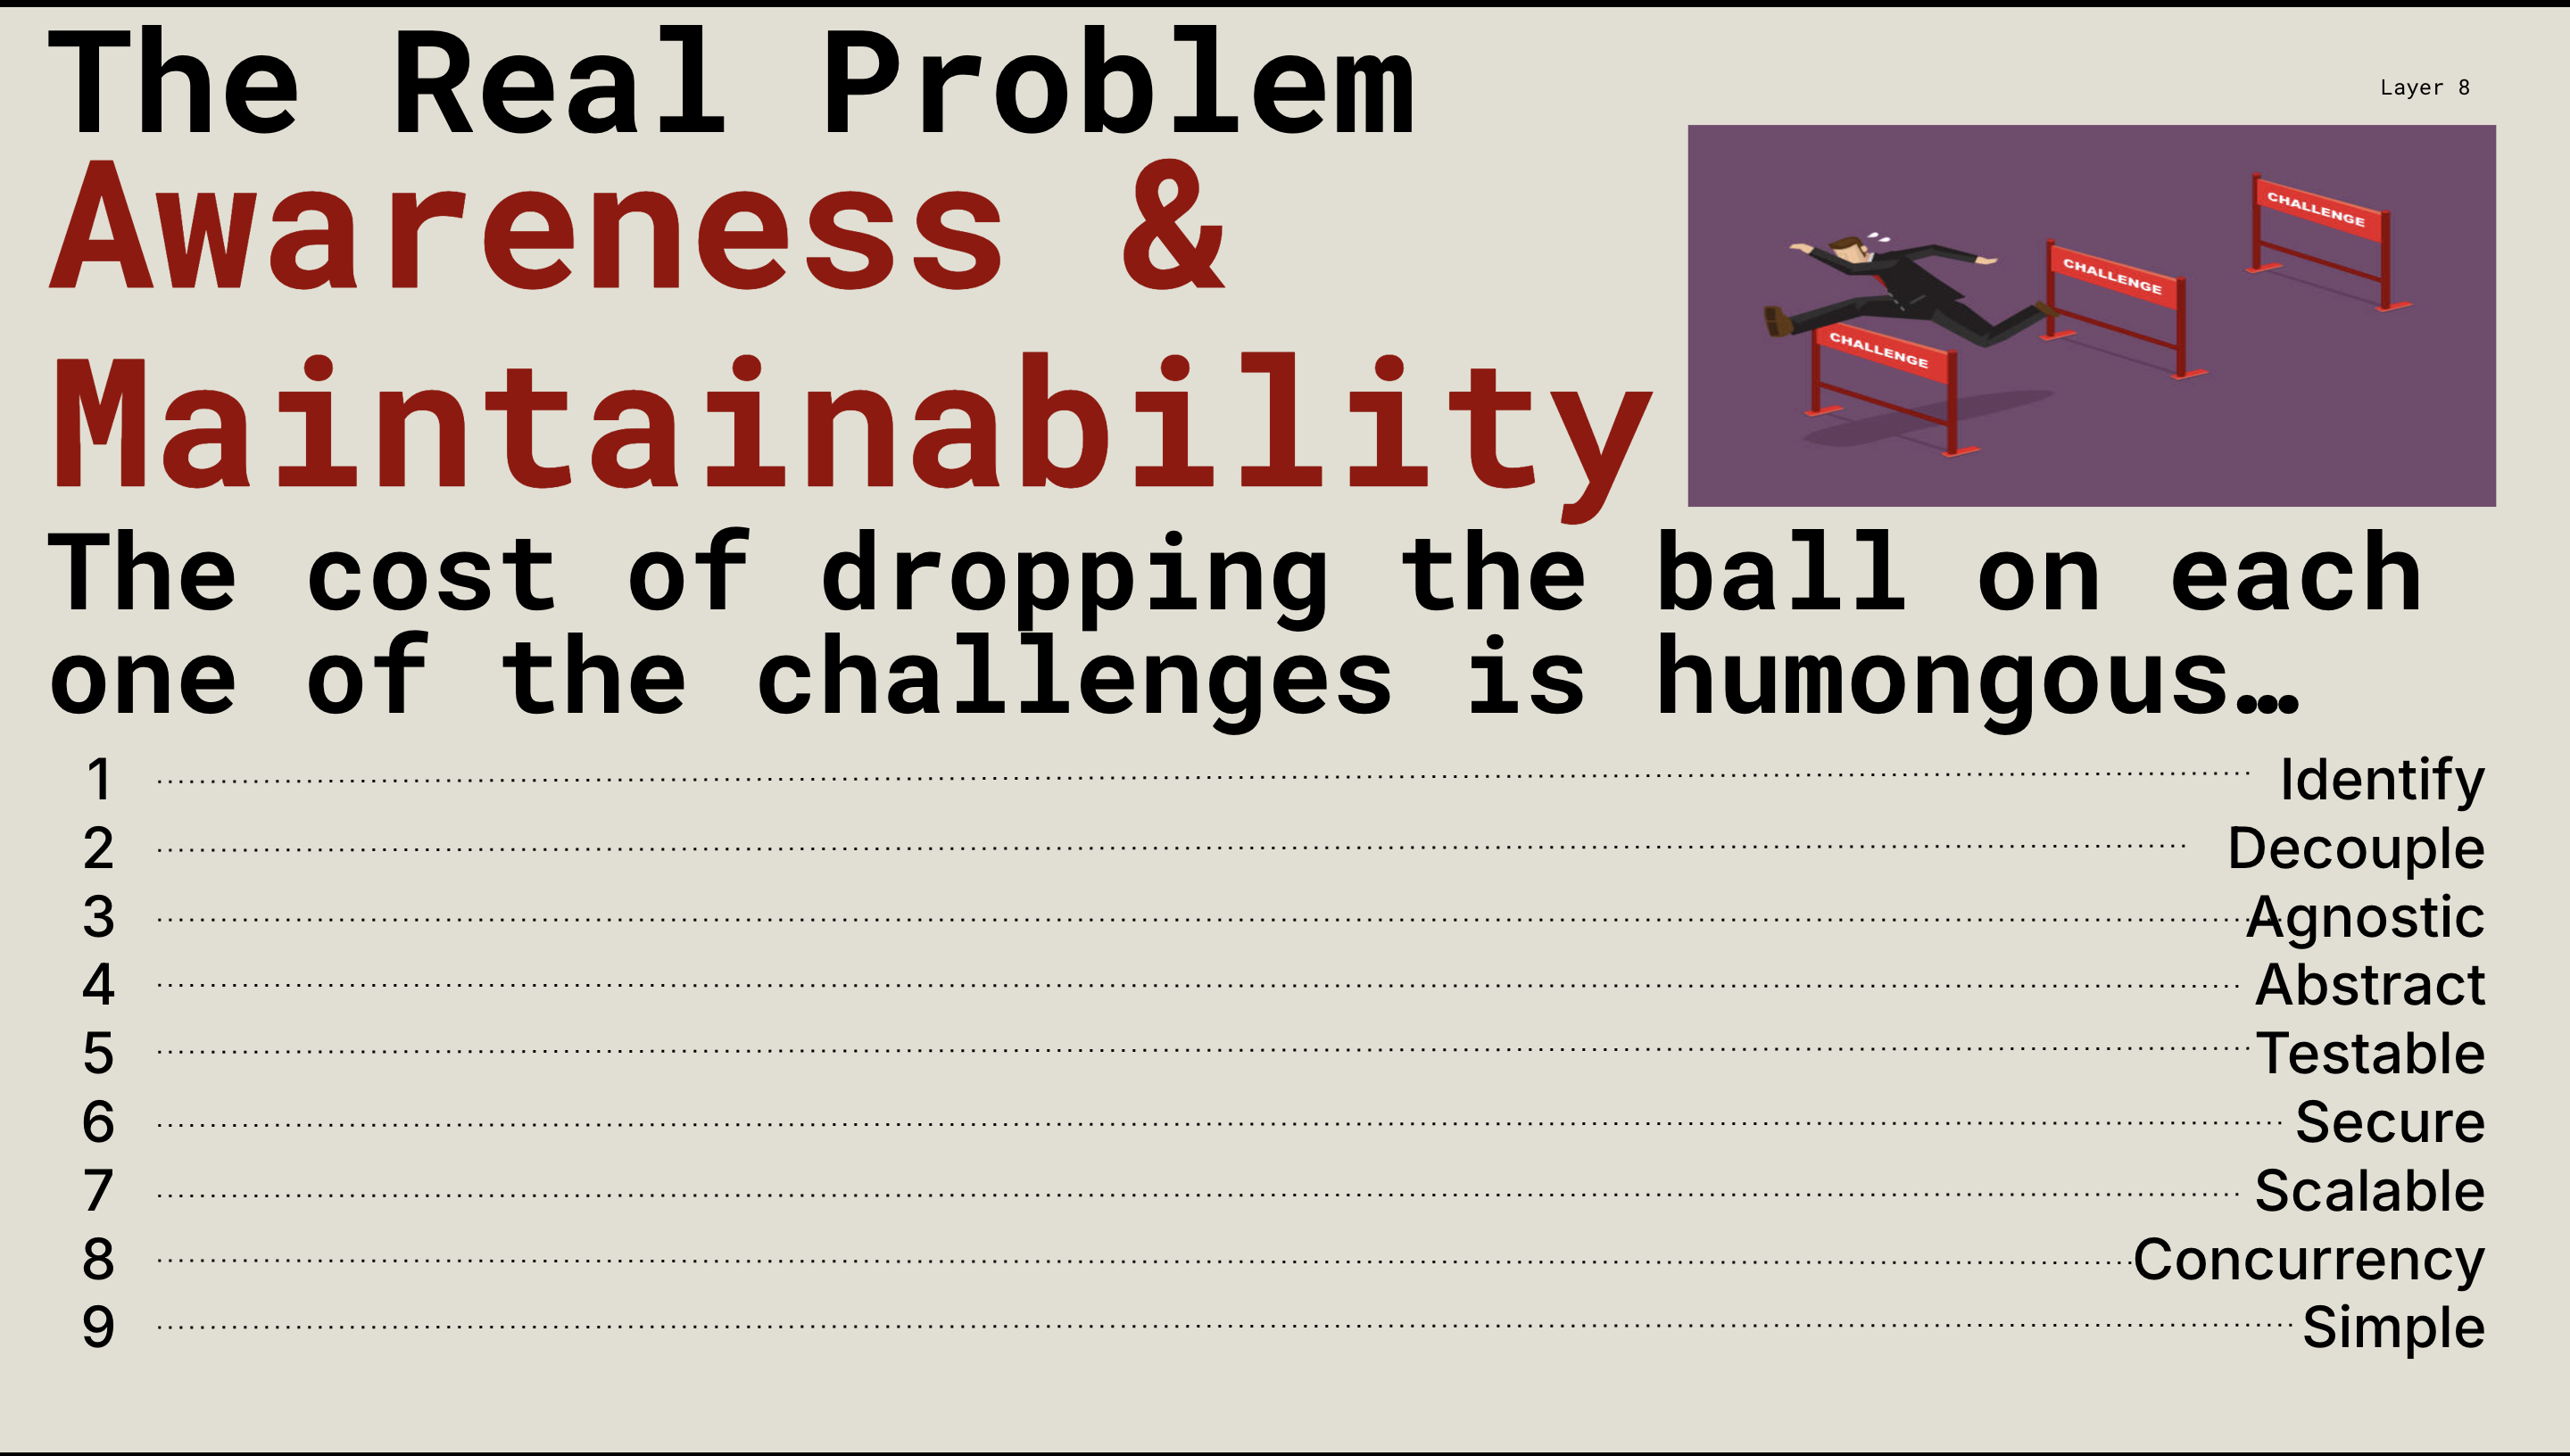 The Real Problem
Layer 8
Awareness &
Maintainability
CHALLENGE
CHALLENGE
CHALLENGE
The cost of dropping the ball on each
one of the challenges is humongous…
1 Identify
2 Decouple
3 Agnostic
4 Abstract
5 Testable
6 Secure
7 Scalable
8 Concurrency
9 Simple